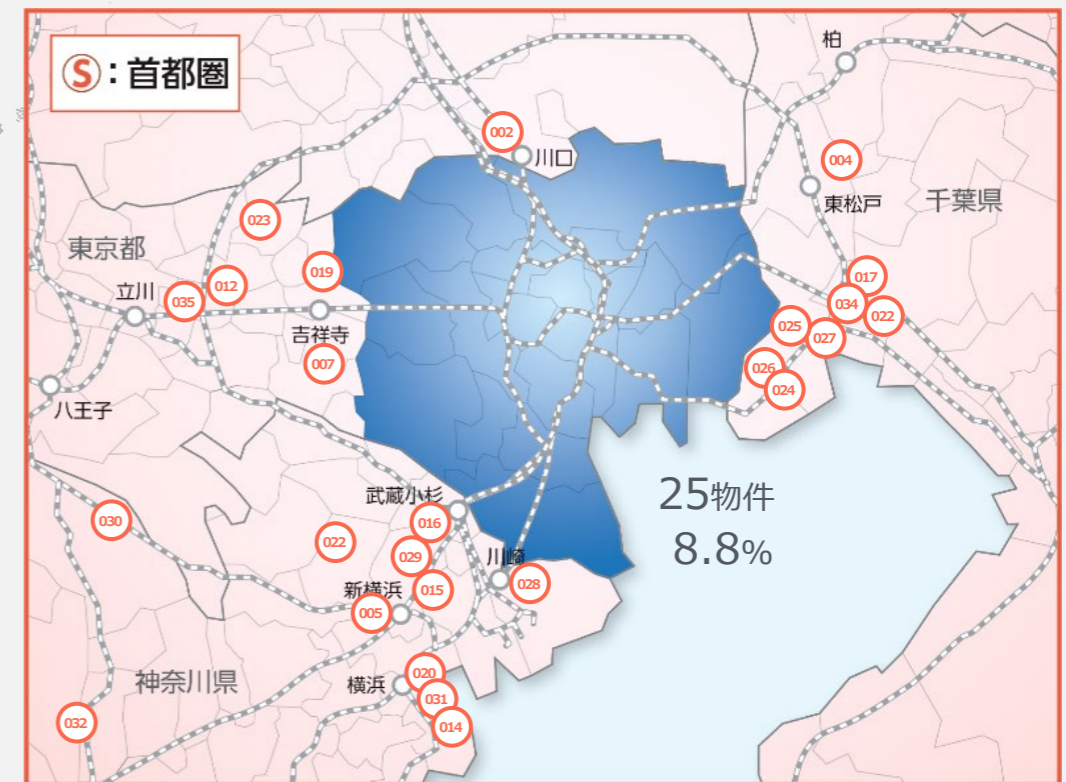 Ⓢ：首都圏
柏
002
川口
004
東松戸
千葉県
023
東京都
019
012
立川
035
吉祥寺
007
017
034
022
025
027
026
024
八王子
25物件
8.8%
武蔵小杉
016
030
022
029
川崎
028
新横浜
015
005
神奈川県
横浜
020
031
014
032